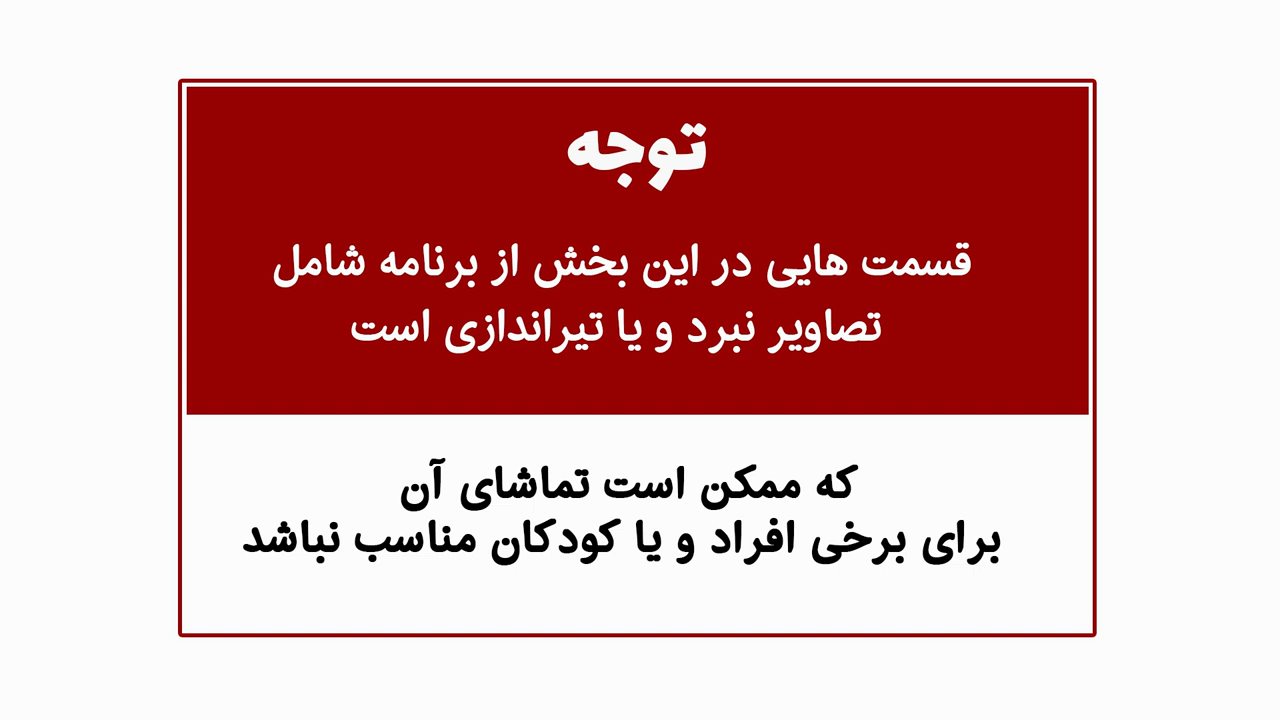 توجه
قسمت هایی در این بخش از برنامه شامل
تصاویر نبرد و یا تیراندازی است
که ممکن است تماشای آن
برای برخی افراد و یا کودکان مناسب نباشد